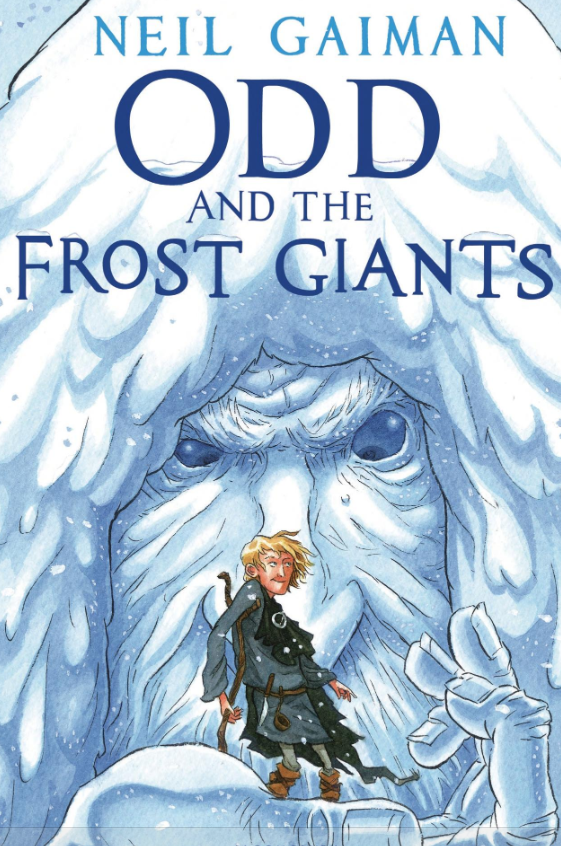 NEIL GAIMAN
ODD
AND THE
FROST GIANTS